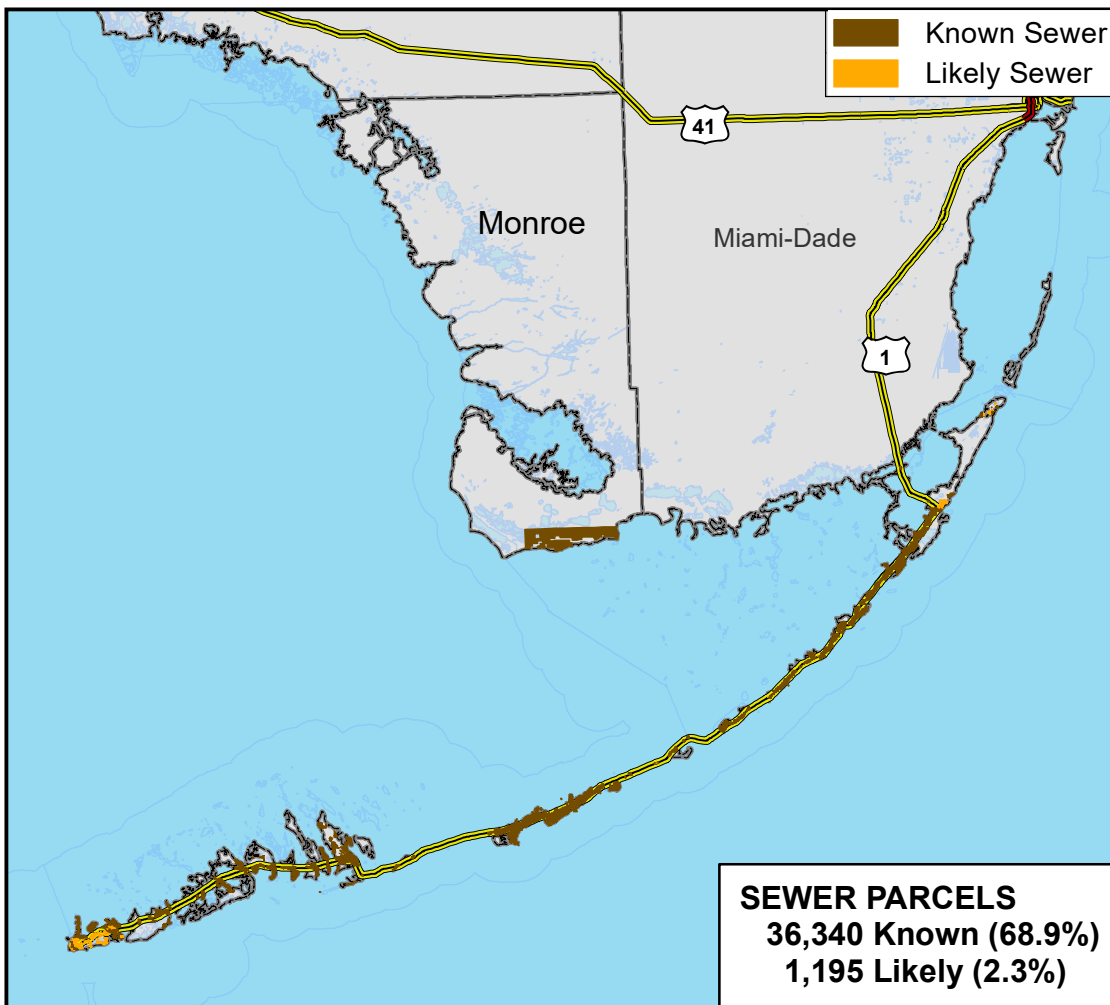 Known Sewer
Likely Sewer
41
Monroe
Miami-Dade
1
SEWER PARCELS
36,340 Known (68.9%)
1,195 Likely (2.3%)